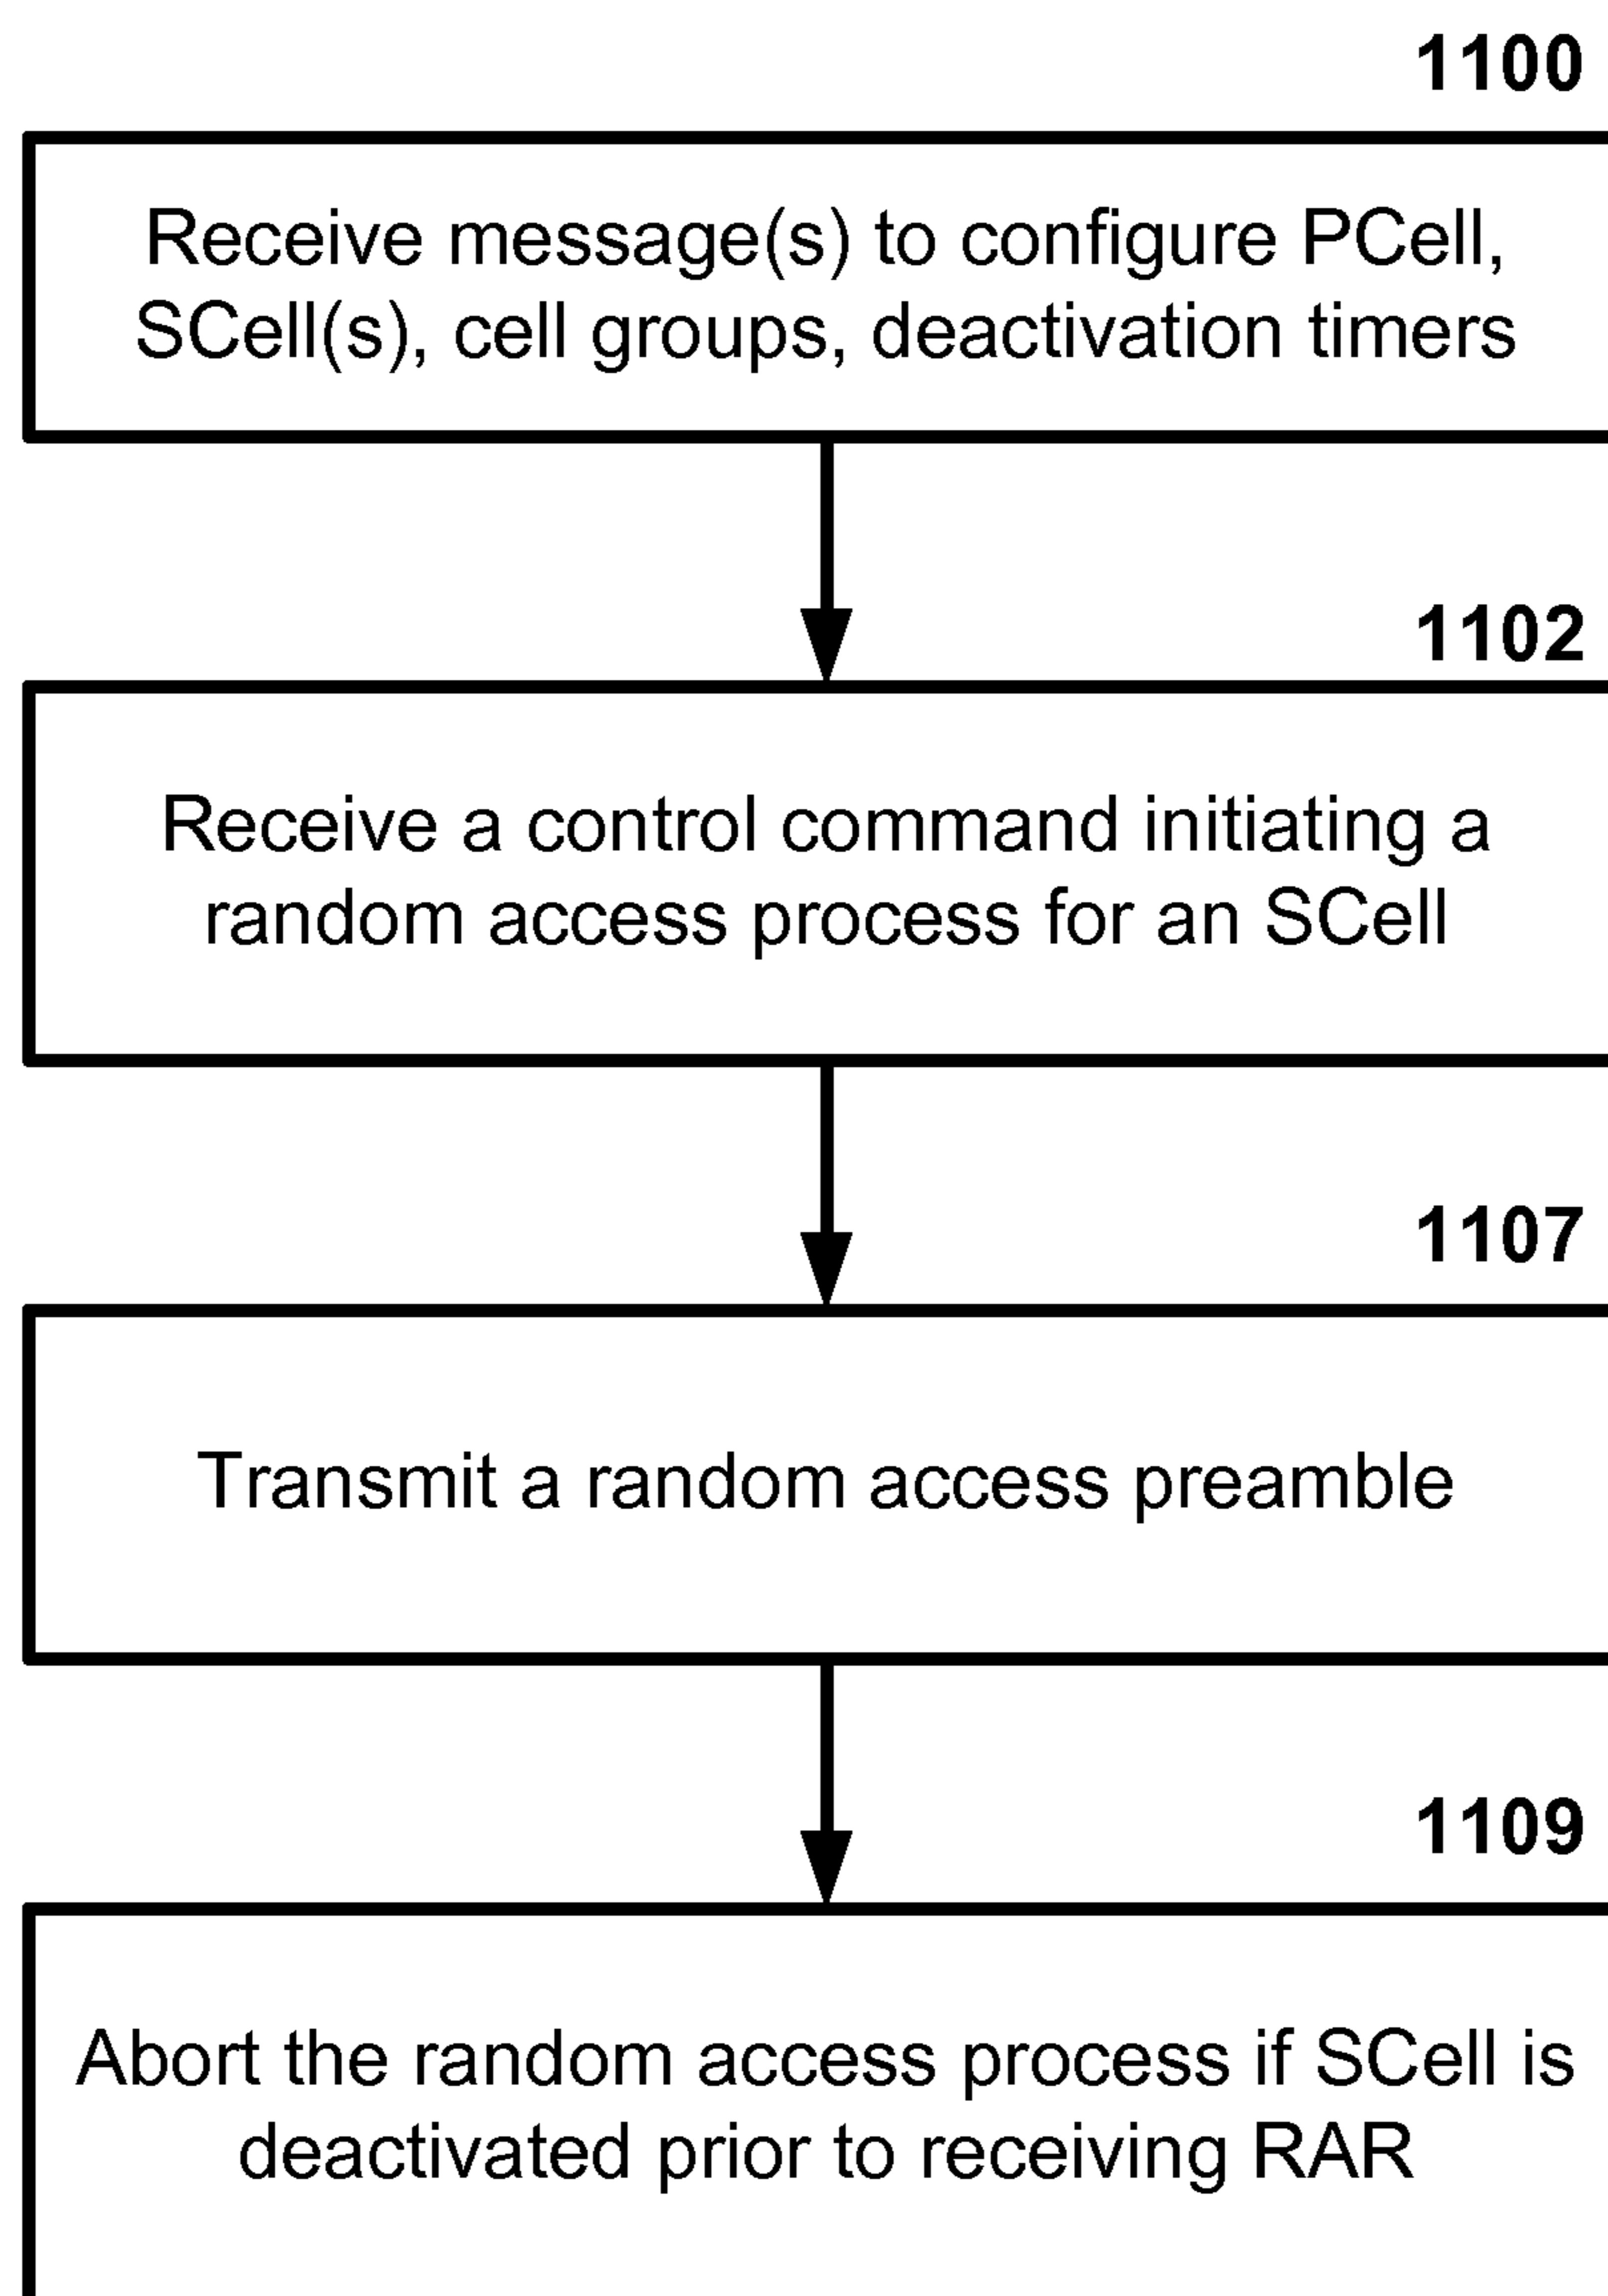 1100
Receive message(s) to configure PCell,
SCell(s), cell groups, deactivation timers
1102
Receive a control command initiating a
random access process for an SCell
1107
Transmit a random access preamble
1109
Abort the random access process if SCell is
deactivated prior to receiving RAR